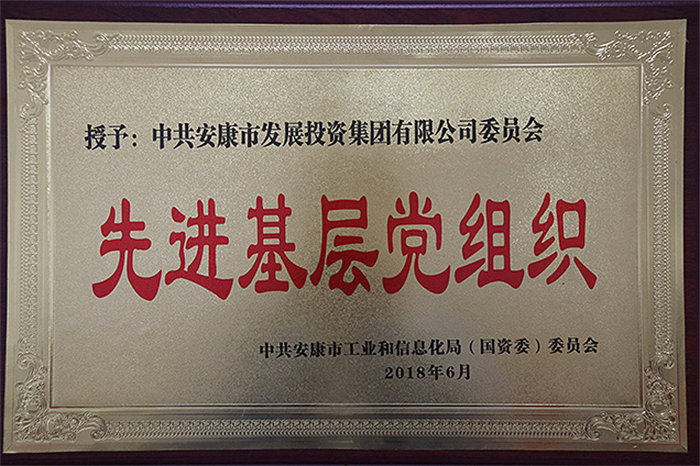 授予：中共安康市发展投资集团有限公司委员会
先进基层党组织
中共安康市工业和信息化局（国资委）委员会
2018年6月